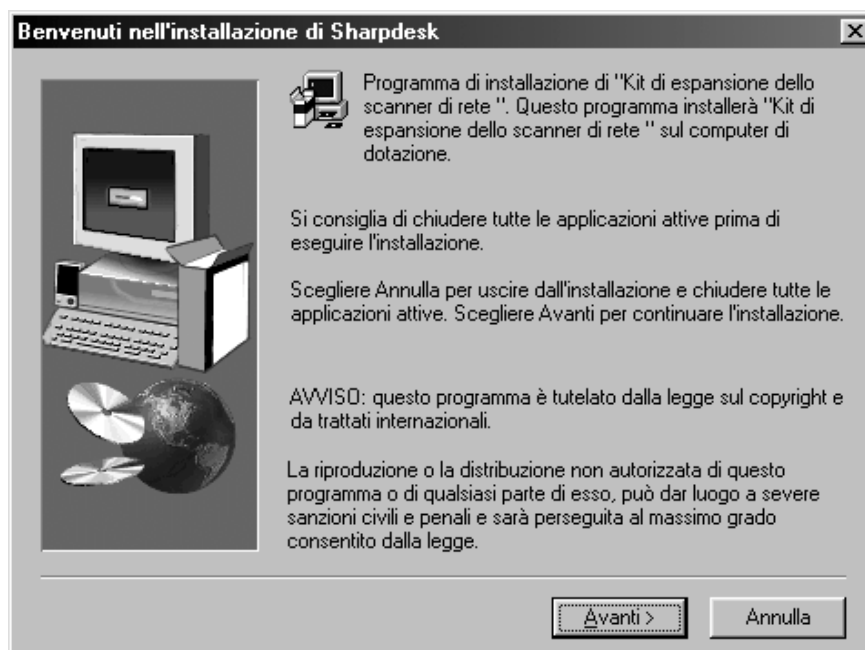 Benvenuti nell'installazione di Sharpdesk
Programma di installazione di "Kit di espansione dello
scanner di rete ". Questo programma installerà "Kit di
espansione dello scanner di rete " sul computer di
dotazione.
Si consiglia di chiudere tutte le applicazioni attive prima di
eseguire l'installazione.
Scegliere Annulla per uscire dall'installazione e chiudere tutte le
applicazioni attive. Scegliere Avanti per continuare l'installazione.
AVVISO: questo programma è tutelato dalla legge sul copyright e
da trattati internazionali.
La riproduzione o la distribuzione non autorizzata di questo
programma o di qualsiasi parte di esso, può dar luogo a severe
sanzioni civili e penali e sarà perseguita al massimo grado
consentito dalla legge.
Avanti >
Annulla